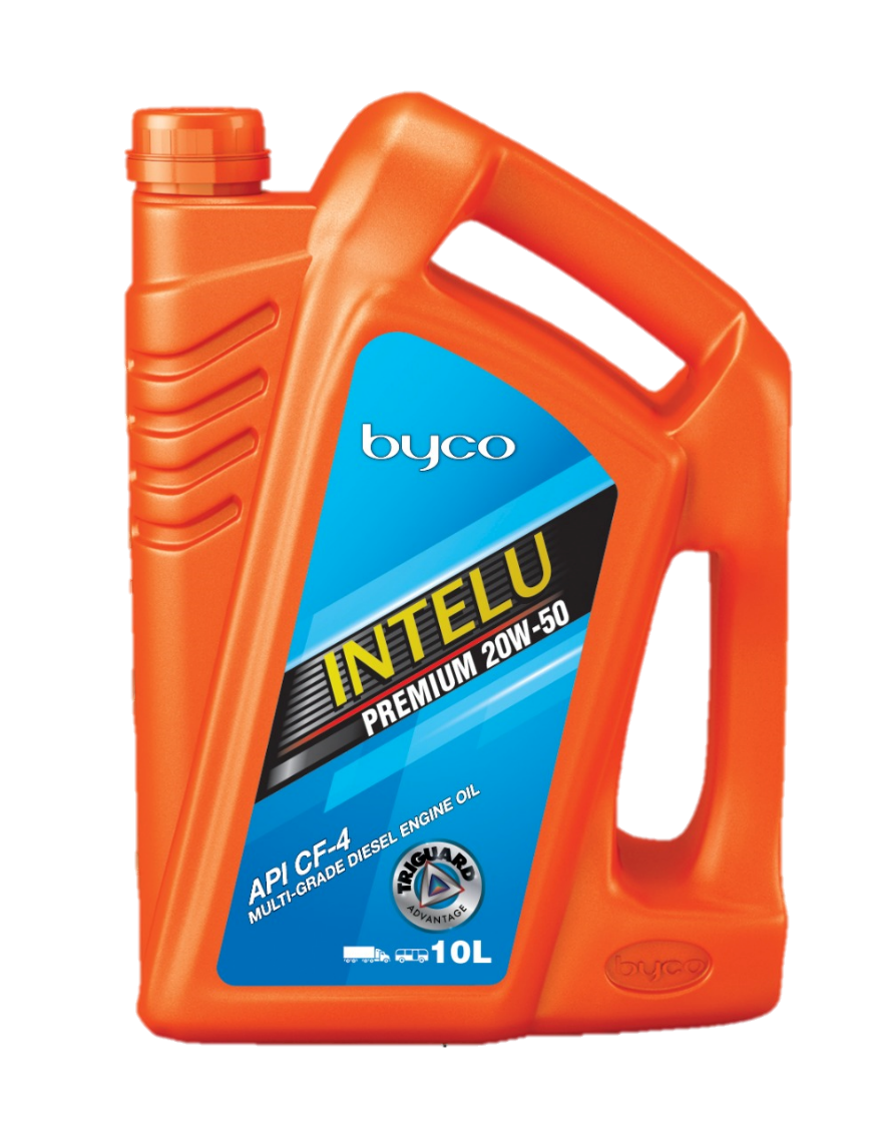 byco
INTELU
PREMIUM 20W-50
API CF-4
MULTI-GRADE DIESEL ENGINE OIL
TRIGUARD
ADVANTAGE
10L
byco